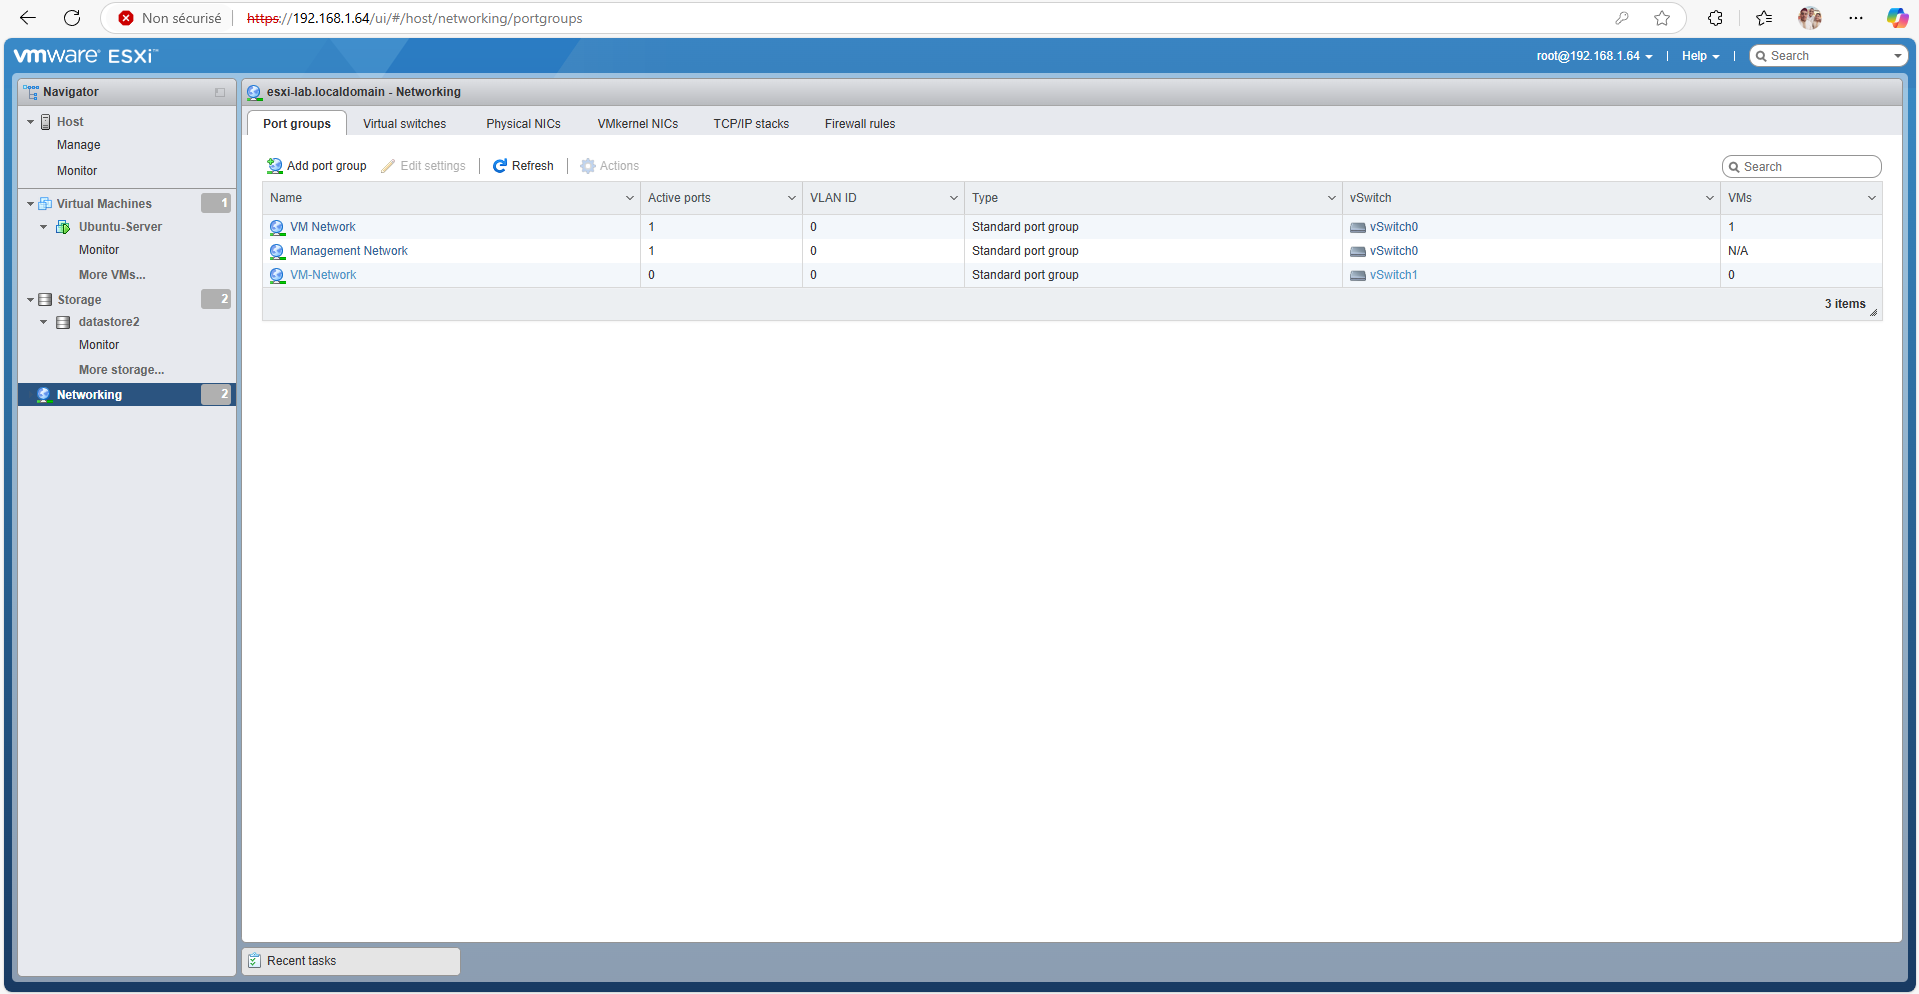 Non sécurisé https://192.168.1.64/ui/#/host/networking/portgroups
vmware ESXi™ root@192.168.1.64 | Help | Search
Navigator
Host
Manage
Monitor
Virtual Machines 1
Ubuntu-Server
Monitor
More VMs...
Storage 2
datastore2
Monitor
More storage...
Networking 2
esxi-lab.localdomain - Networking
Port groups Virtual switches Physical NICs VMkernel NICs TCP/IP stacks Firewall rules
Add port group Edit settings Refresh Actions Search
Name Active ports VLAN ID Type vSwitch VMs
VM Network 1 0 Standard port group vSwitch0 1
Management Network 1 0 Standard port group vSwitch0 N/A
VM-Network 0 0 Standard port group vSwitch1 0
3 items
Recent tasks